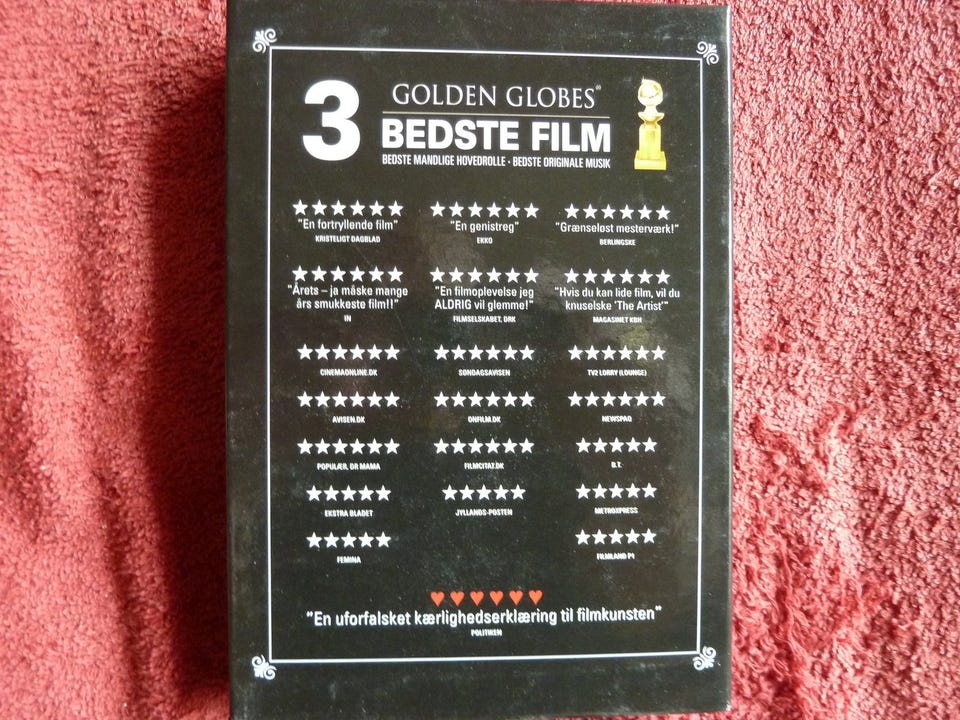 3
GOLDEN GLOBES®
BEDSTE FILM
BEDSTE MANDLIGE HOVEDROLLE · BEDSTE ORIGINALE MUSIK
"En fortryllende film"
KRISTELIGT DAGBLAD
"En genistreg"
EKKO
"Grænseløst mesterværk!"
BERLINGSKE
"Årets – ja måske mange
års smukkeste film!!"
IN
"En filmoplevelse jeg
ALDRIG vil glemme!"
FILMSELSKABET, DRK
"Hvis du kan lide film, vil du
knuselske 'The Artist'"
MAGASINET KBH
CINEMAONLINE.DK
SØNDAGSAVISEN
TV2 LORRY (LOUNGE)
AVISEN.DK
ONFILM.DK
NEWSPAQ
POPULÆR, DR MAMA
FILMCITAT.DK
B.T.
EKSTRA BLADET
JYLLANDS-POSTEN
METROXPRESS
FEMINA
FILMLAND P1
"En uforfalsket kærlighedserklæring til filmkunsten"
POLITIKEN